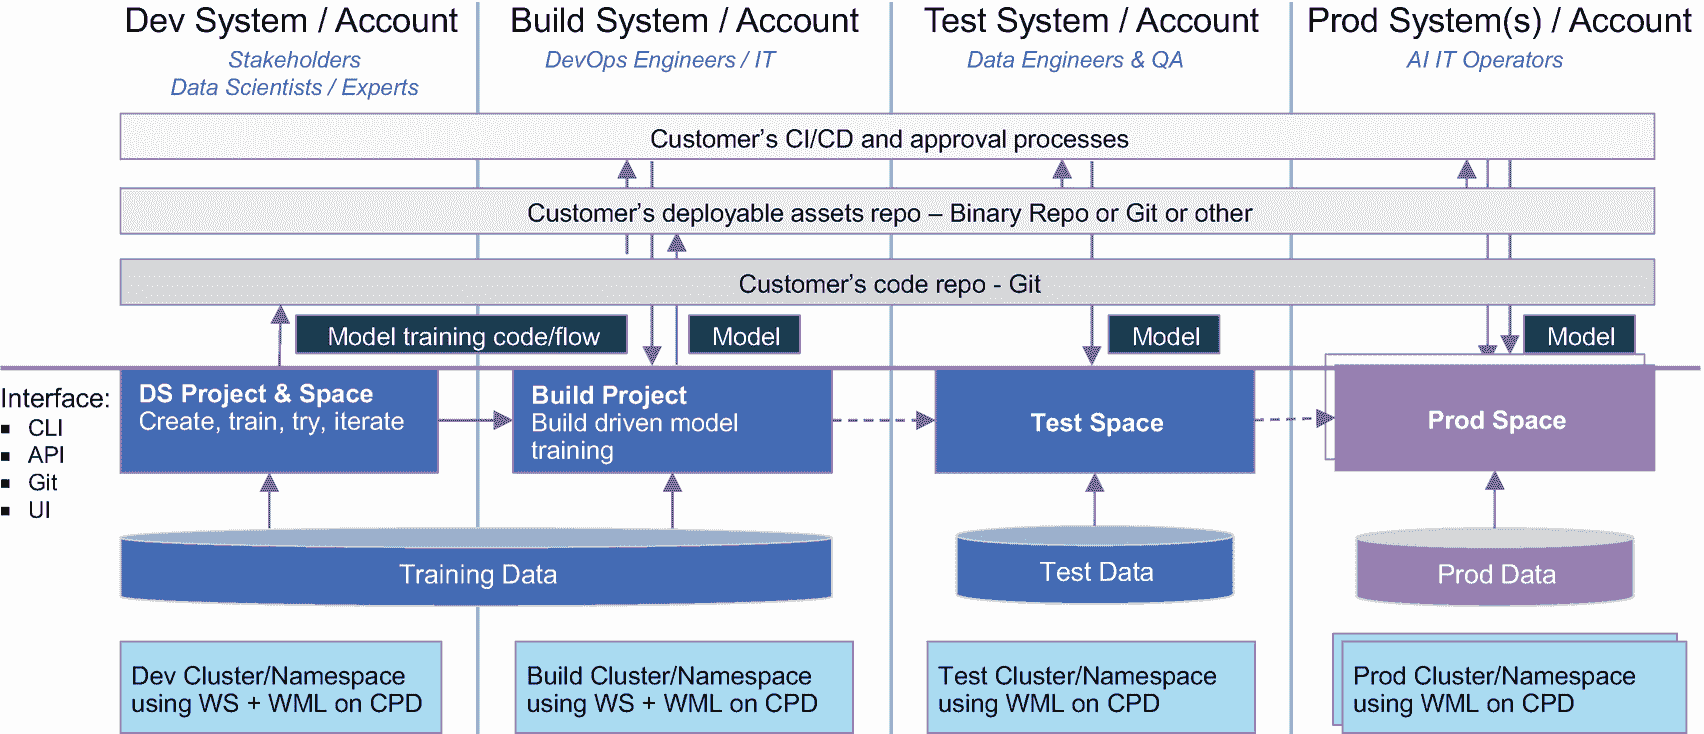 Dev System / Account
Build System / Account
Test System / Account
Prod System(s) / Account
Stakeholders
Data Scientists / Experts
DevOps Engineers / IT
Data Engineers & QA
AI IT Operators
Customer’s CI/CD and approval processes
Customer’s deployable assets repo – Binary Repo or Git or other
Customer’s code repo - Git
Model training code/flow
Model
Model
Model
Interface:
▪ CLI
▪ API
▪ Git
▪ UI
DS Project & Space
Create, train, try, iterate
Build Project
Build driven model
training
Test Space
Prod Space
Training Data
Test Data
Prod Data
Dev Cluster/Namespace
using WS + WML on CPD
Build Cluster/Namespace
using WS + WML on CPD
Test Cluster/Namespace
using WML on CPD
Prod Cluster/Namespace
using WML on CPD